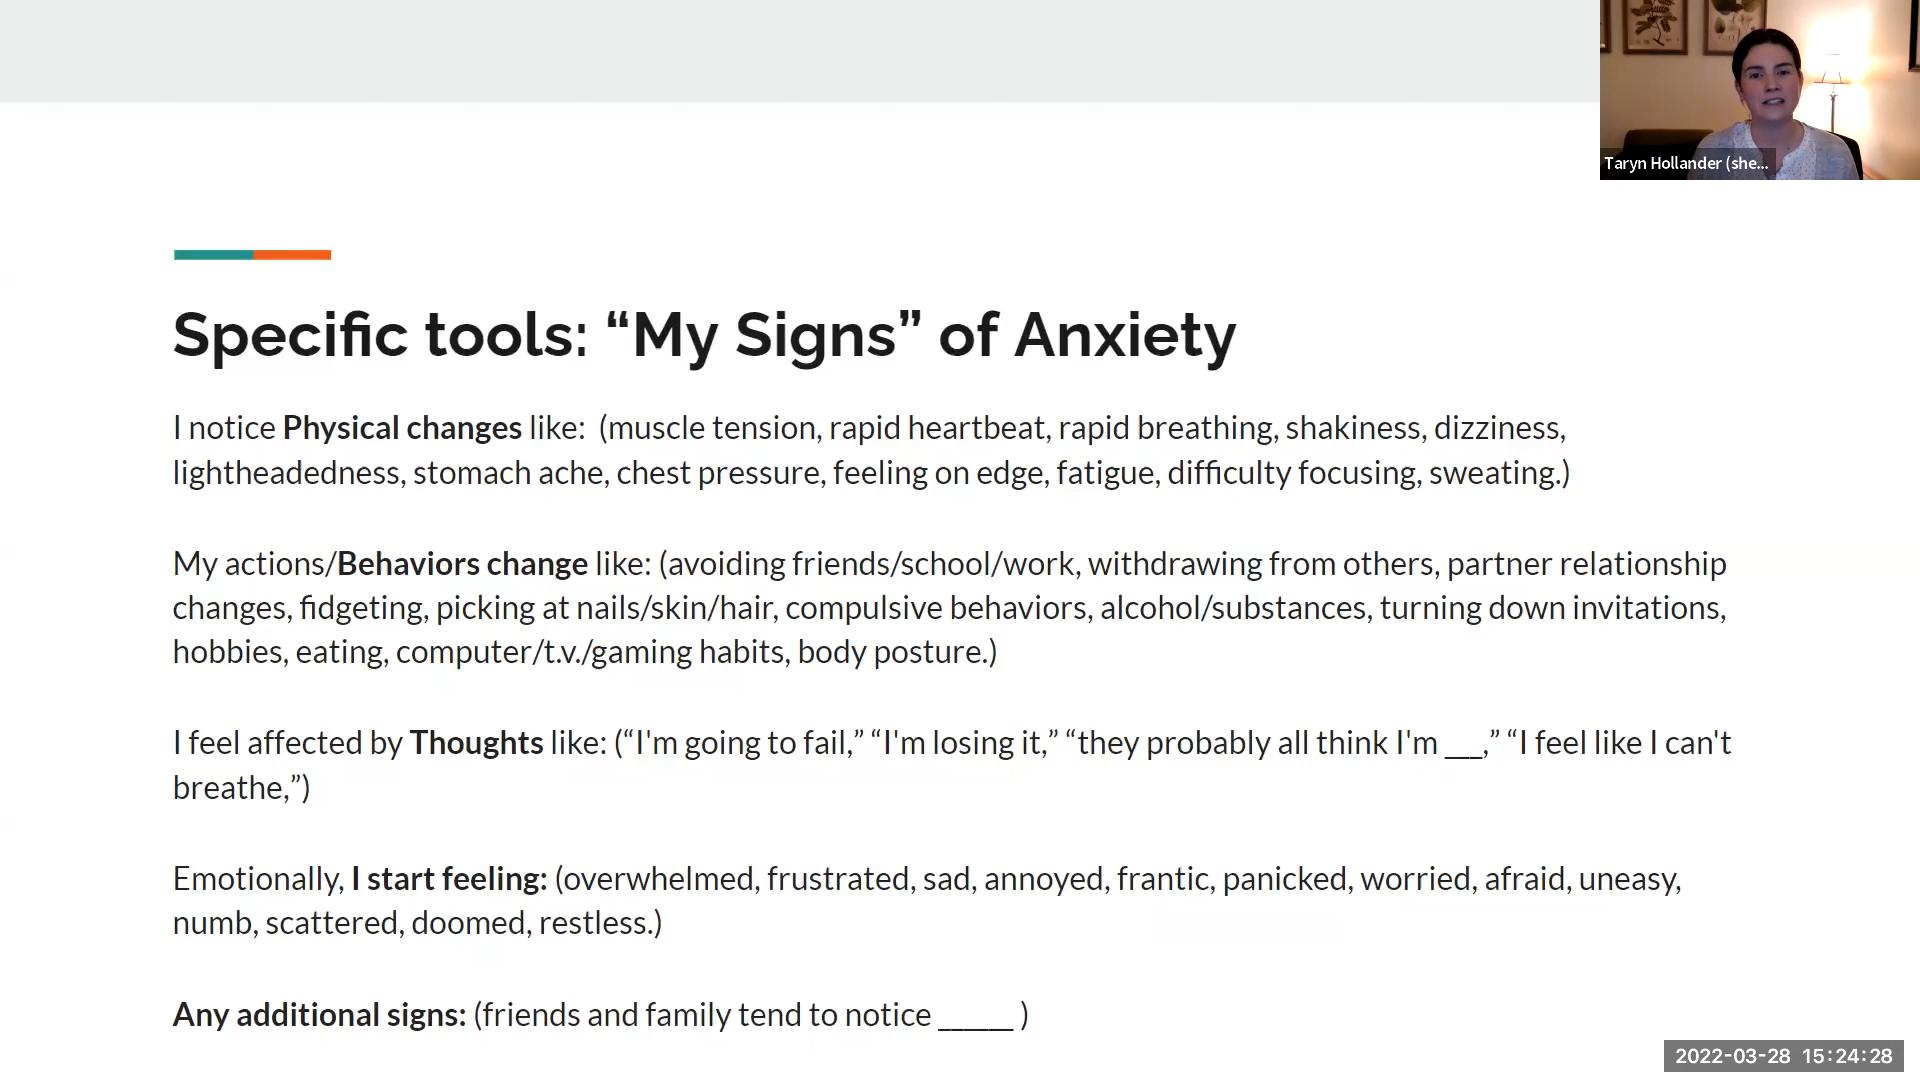 Taryn Hollander (she...
Specific tools: “My Signs” of Anxiety
I notice Physical changes like:  (muscle tension, rapid heartbeat, rapid breathing, shakiness, dizziness,
lightheadedness, stomach ache, chest pressure, feeling on edge, fatigue, difficulty focusing, sweating.)
My actions/Behaviors change like: (avoiding friends/school/work, withdrawing from others, partner relationship
changes, fidgeting, picking at nails/skin/hair, compulsive behaviors, alcohol/substances, turning down invitations,
hobbies, eating, computer/t.v./gaming habits, body posture.)
I feel affected by Thoughts like: (“I'm going to fail,” “I'm losing it,” “they probably all think I'm ___,” “I feel like I can't
breathe,”)
Emotionally, I start feeling: (overwhelmed, frustrated, sad, annoyed, frantic, panicked, worried, afraid, uneasy,
numb, scattered, doomed, restless.)
Any additional signs: (friends and family tend to notice ______ )
2022-03-28 15:24:28